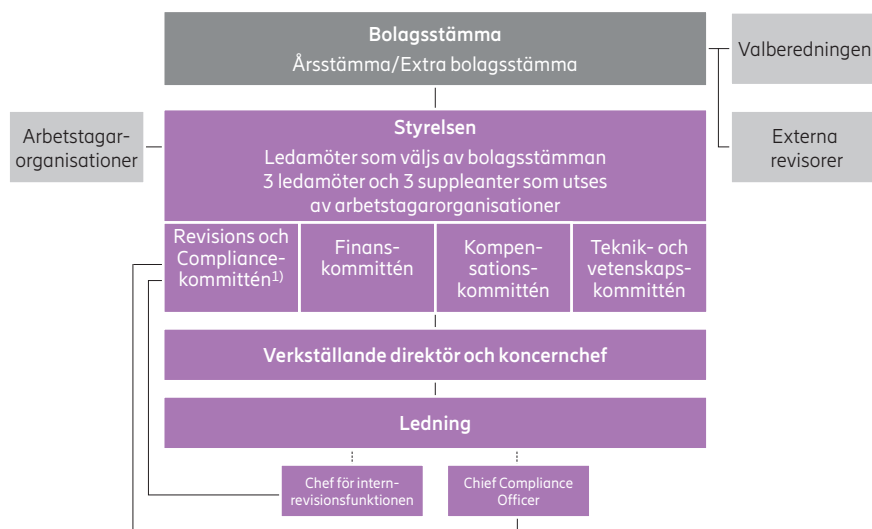 Bolagsstämma
Årsstämma/Extra bolagsstämma
Valberedningen
Arbetstagar-
organisationer
Styrelsen
Ledamöter som väljs av bolagsstämman
3 ledamöter och 3 suppleanter som utses
av arbetstagarorganisationer
Externa
revisorer
Revisions och
Compliance-
kommittén1)
Finans-
kommittén
Kompen-
sations-
kommittén
Teknik- och
vetenskaps-
kommittén
Verkställande direktör och koncernchef
Ledning
Chef för intern-
revisionsfunktionen
Chief Compliance
Officer